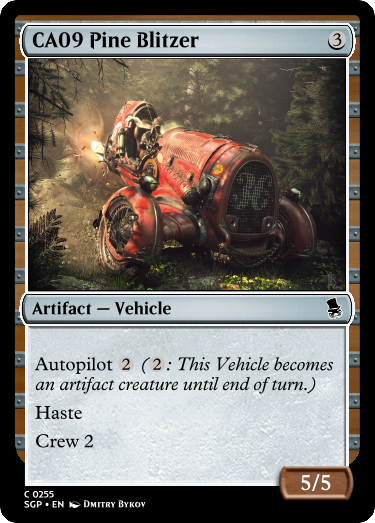 CA09 Pine Blitzer 3
Artifact — Vehicle
Autopilot 2 (2: This Vehicle becomes
an artifact creature until end of turn.)
Haste
Crew 2
5/5
C 0255
SGP • EN Dmitry Bykov